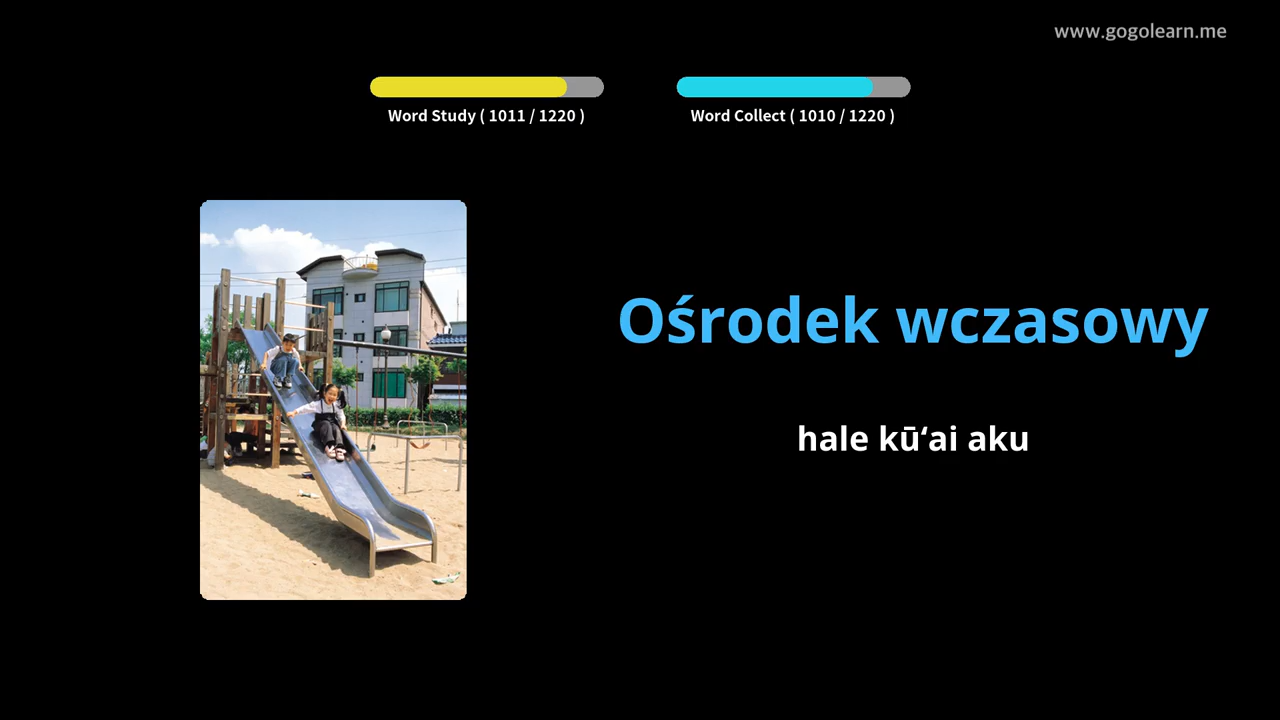 www.gogolearn.me
Word Study ( 1011 / 1220 )
Word Collect ( 1010 / 1220 )
Ośrodek wczasowy
hale kūʻai aku